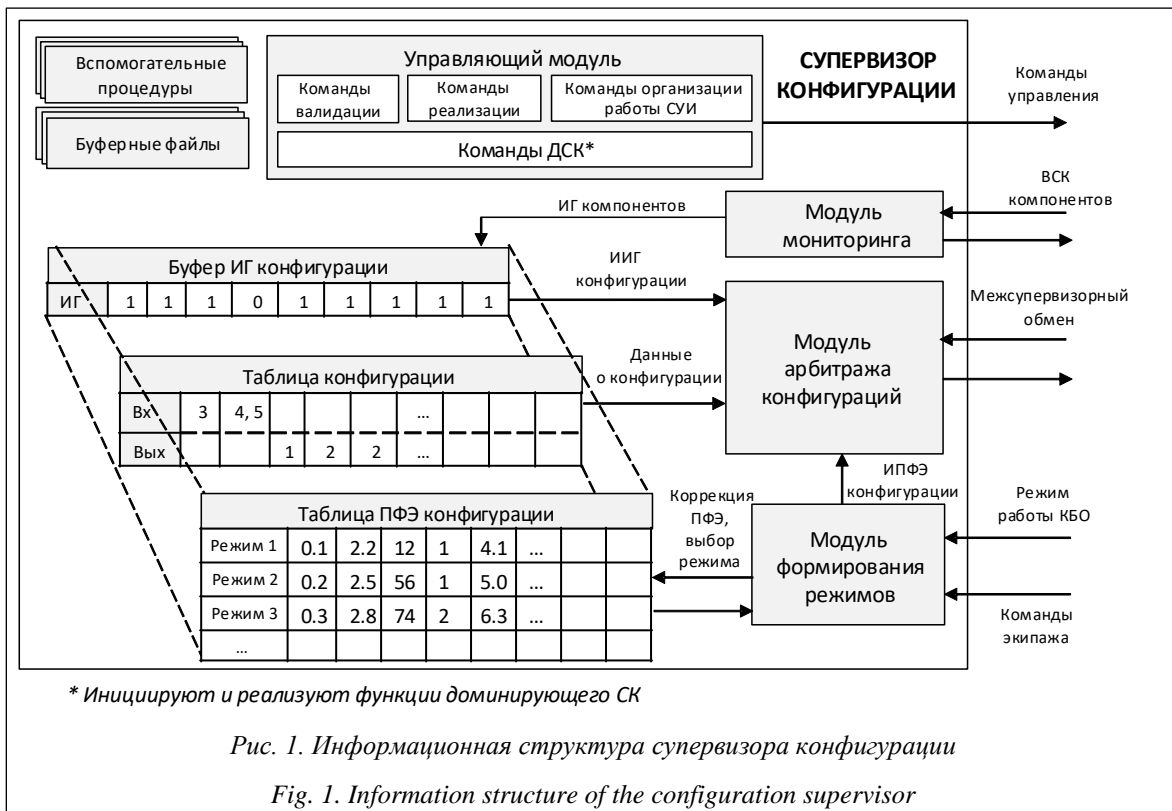 Вспомогательные
процедуры
Буферные файлы
Управляющий модуль
Команды
валидации
Команды
реализации
Команды организации
работы СУИ
Команды ДСК*
СУПЕРВИЗОР
КОНФИГУРАЦИИ
Команды
управления
ВСК
компонентов
ИГ компонентов
Модуль
мониторинга
Буфер ИГ конфигурации
ИГ 1 1 1 0 1 1 1 1 1
ИИГ
конфигурации
Межсупервизорный
обмен
Модуль
арбитража
конфигураций
Данные
о конфигурации
Таблица конфигурации
Вх 3 4, 5 ...
Вых 1 2 2 ...
ИПФЭ
конфигурации
Таблица ПФЭ конфигурации
Режим 1 0.1 2.2 12 1 4.1 ...
Режим 2 0.2 2.5 56 1 5.0 ...
Режим 3 0.3 2.8 74 2 6.3 ...
...
Коррекция
ПФЭ,
выбор
режима
Модуль
формирования
режимов
Режим
работы КБО
Команды
экипажа
* Инициируют и реализуют функции доминирующего СК
Рис. 1. Информационная структура супервизора конфигурации
Fig. 1. Information structure of the configuration supervisor